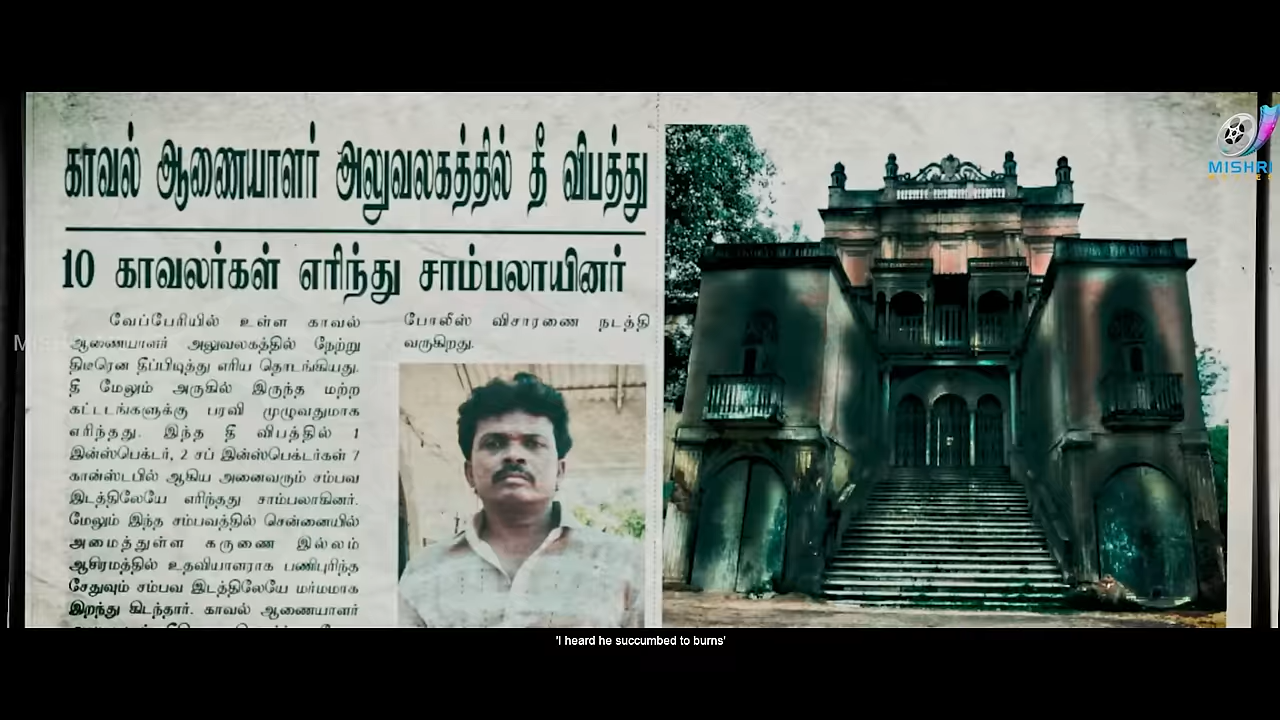 காவல் ஆணையாளர் அலுவலகத்தில் தீ விபத்து
10 காவலர்கள் எரிந்து சாம்பலாயினர்
வேப்பேரியில் உள்ள காவல்
ஆணையாளர் அலுவலகத்தில் நேற்று
திடீரென தீப்பிடித்து எரிய தொடங்கியது.
தீ மேலும் அருகில் இருந்த மற்ற
கட்டடங்களுக்கு பரவி முழுவதுமாக
எரிந்தது. இந்த தீ விபத்தில் 1
இன்ஸ்பெக்டர், 2 சப் இன்ஸ்பெக்டர்கள் 7
கான்ஸ்டபில் ஆகிய அனைவரும் சம்பவ
இடத்திலேயே எரிந்தது சாம்பலாகினர்.
மேலும் இந்த சம்பவத்தில் சென்னையில்
அமைத்துள்ள கருணை இல்லம்
ஆசிரமத்தில் உதவியாளராக பணிபுரிந்த
சேதுவும் சம்பவ இடத்திலேயே மர்மமாக
இறந்து கிடந்தார். காவல் ஆணையாளர்
போலீஸ் விசாரணை நடத்தி
வருகிறது.
MISHRI
'I heard he succumbed to burns'